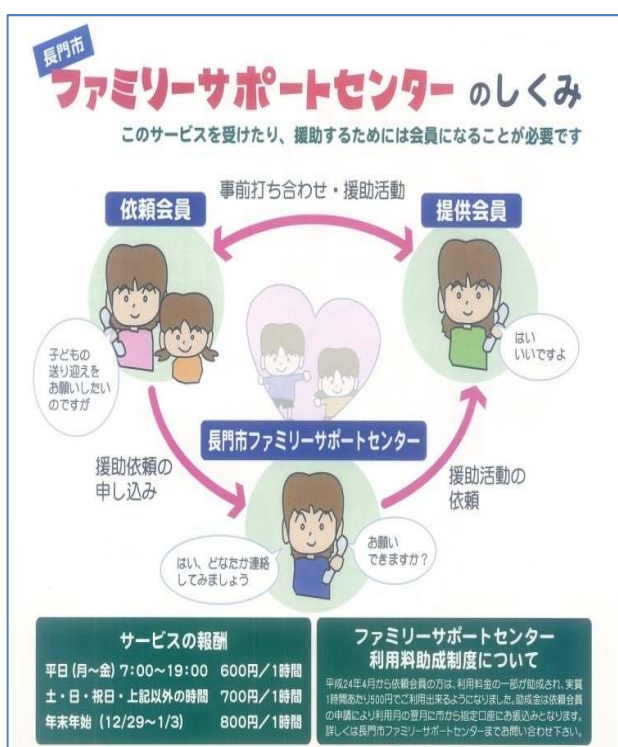 長門市
ファミリーサポートセンター のしくみ
このサービスを受けたり、援助するためには会員になることが必要です
事前打ち合わせ・援助活動
依頼会員
提供会員
子どもの
送り迎えを
お願いしたい
のですが
はい
いいですよ
長門市ファミリーサポートセンター
援助依頼の
申し込み
援助活動の
依頼
はい、どなたか連絡
してみましょう
お願い
できますか？
サービスの報酬
平日(月～金) 7:00～19:00 600円／1時間
土・日・祝日・上記以外の時間 700円／1時間
年末年始 (12/29～1/3) 800円／1時間
ファミリーサポートセンター
利用料助成制度について
平成24年4月から依頼会員の方は、利用料金の一部が助成され、実質
1時間あたり500円でご利用出来るようになりました。助成金は依頼会員
の申請により利用月の翌月に市から指定口座にお振込みとなります。
詳しくは長門市ファミリーサポートセンターまでお問い合わせ下さい。